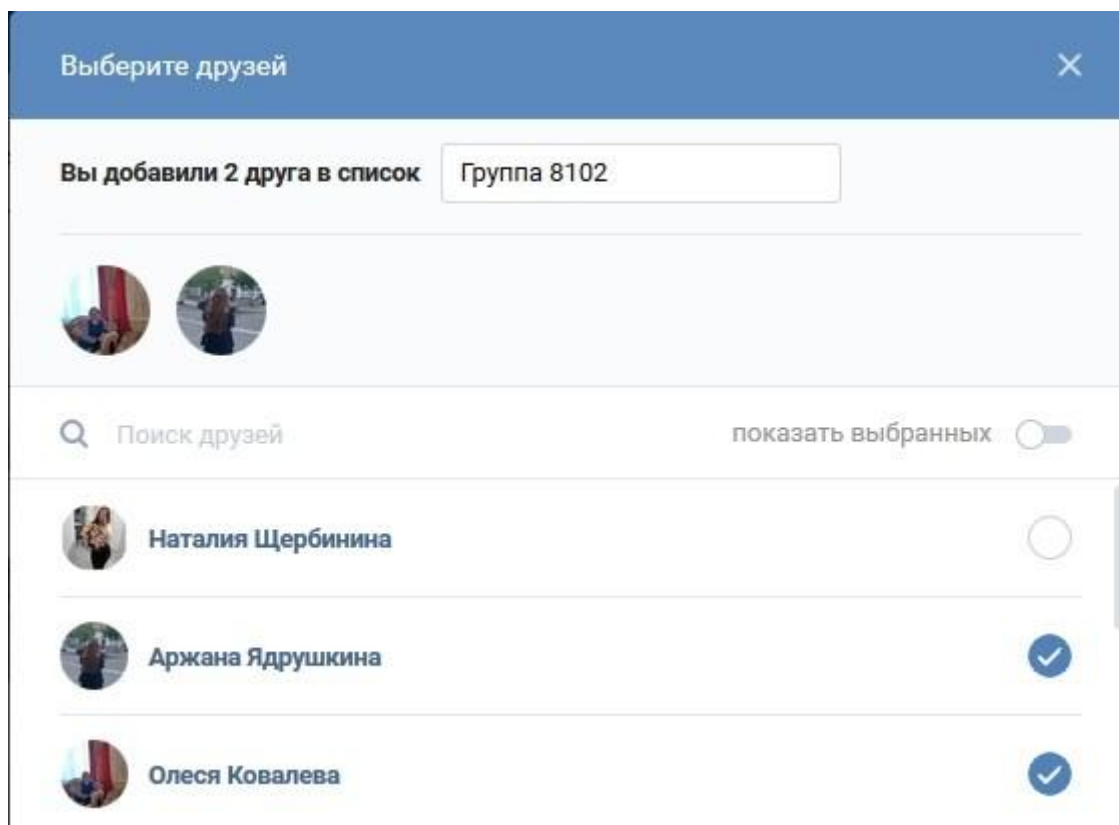 Выберите друзей
Вы добавили 2 друга в список Группа 8102
Поиск друзей показать выбранных
Наталия Щербинина
Аржана Ядрушкина
Олеся Ковалева